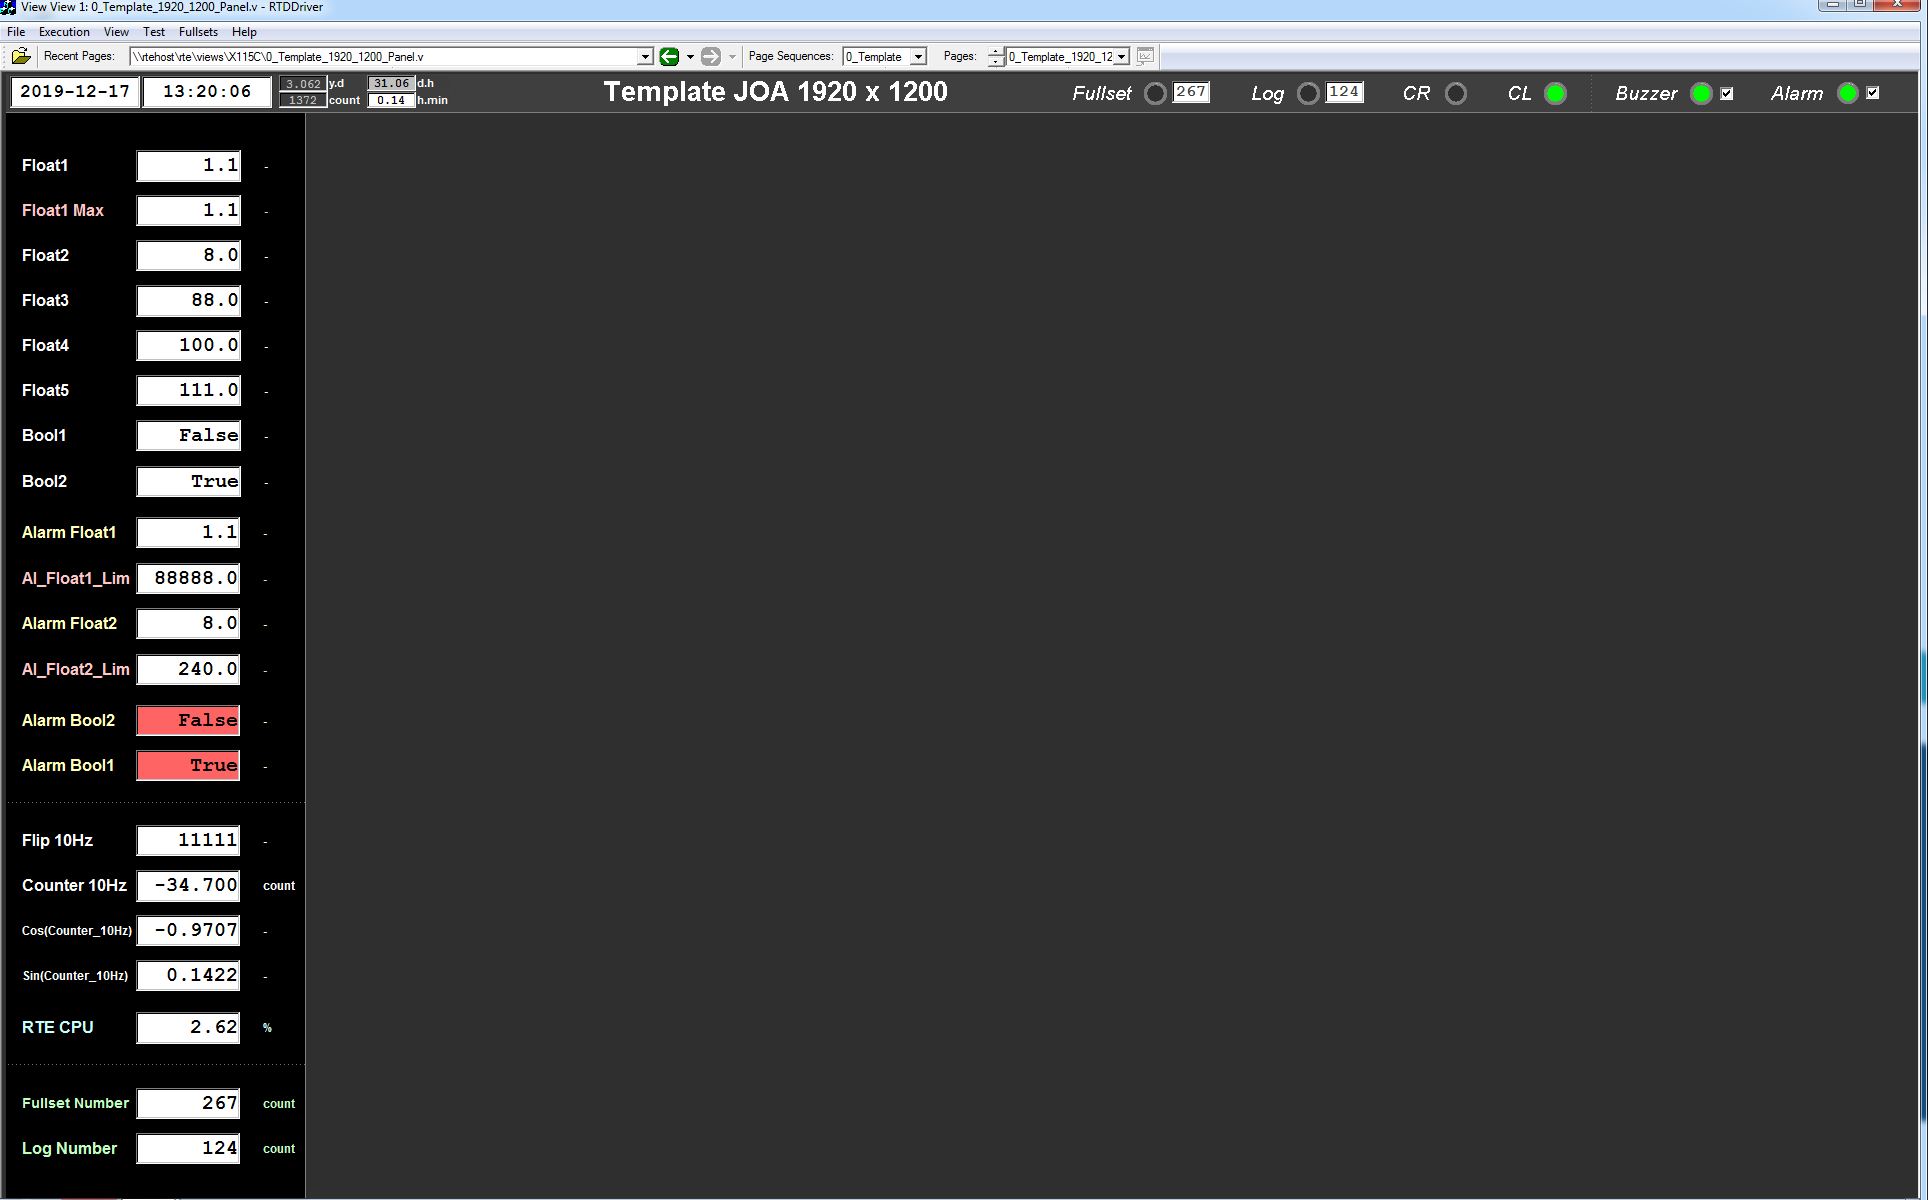 View View 1: 0_Template_1920_1200_Panel.v - RTDDriver
File Execution View Test Fullsets Help
Recent Pages: \\rtehost\rte\views\X115C\0_Template_1920_1200_Panel.v Page Sequences: 0_Template Pages: 0_Template_1920_12
2019-12-17 13:20:06 3.062 y.d 31.06 d.h Template JOA 1920 x 1200 Fullset 267 Log 124 CR CL Buzzer Alarm
1372 count 0.14 h.min
Float1 1.1 -
Float1 Max 1.1 -
Float2 8.0 -
Float3 88.0 -
Float4 100.0 -
Float5 111.0 -
Bool1 False -
Bool2 True -
Alarm Float1 1.1 -
Al_Float1_Lim 88888.0 -
Alarm Float2 8.0 -
Al_Float2_Lim 240.0 -
Alarm Bool2 False -
Alarm Bool1 True -
Flip 10Hz 11111 -
Counter 10Hz -34.700 count
Cos(Counter_10Hz) -0.9707 -
Sin(Counter_10Hz) 0.1422 -
RTE CPU 2.62 %
Fullset Number 267 count
Log Number 124 count